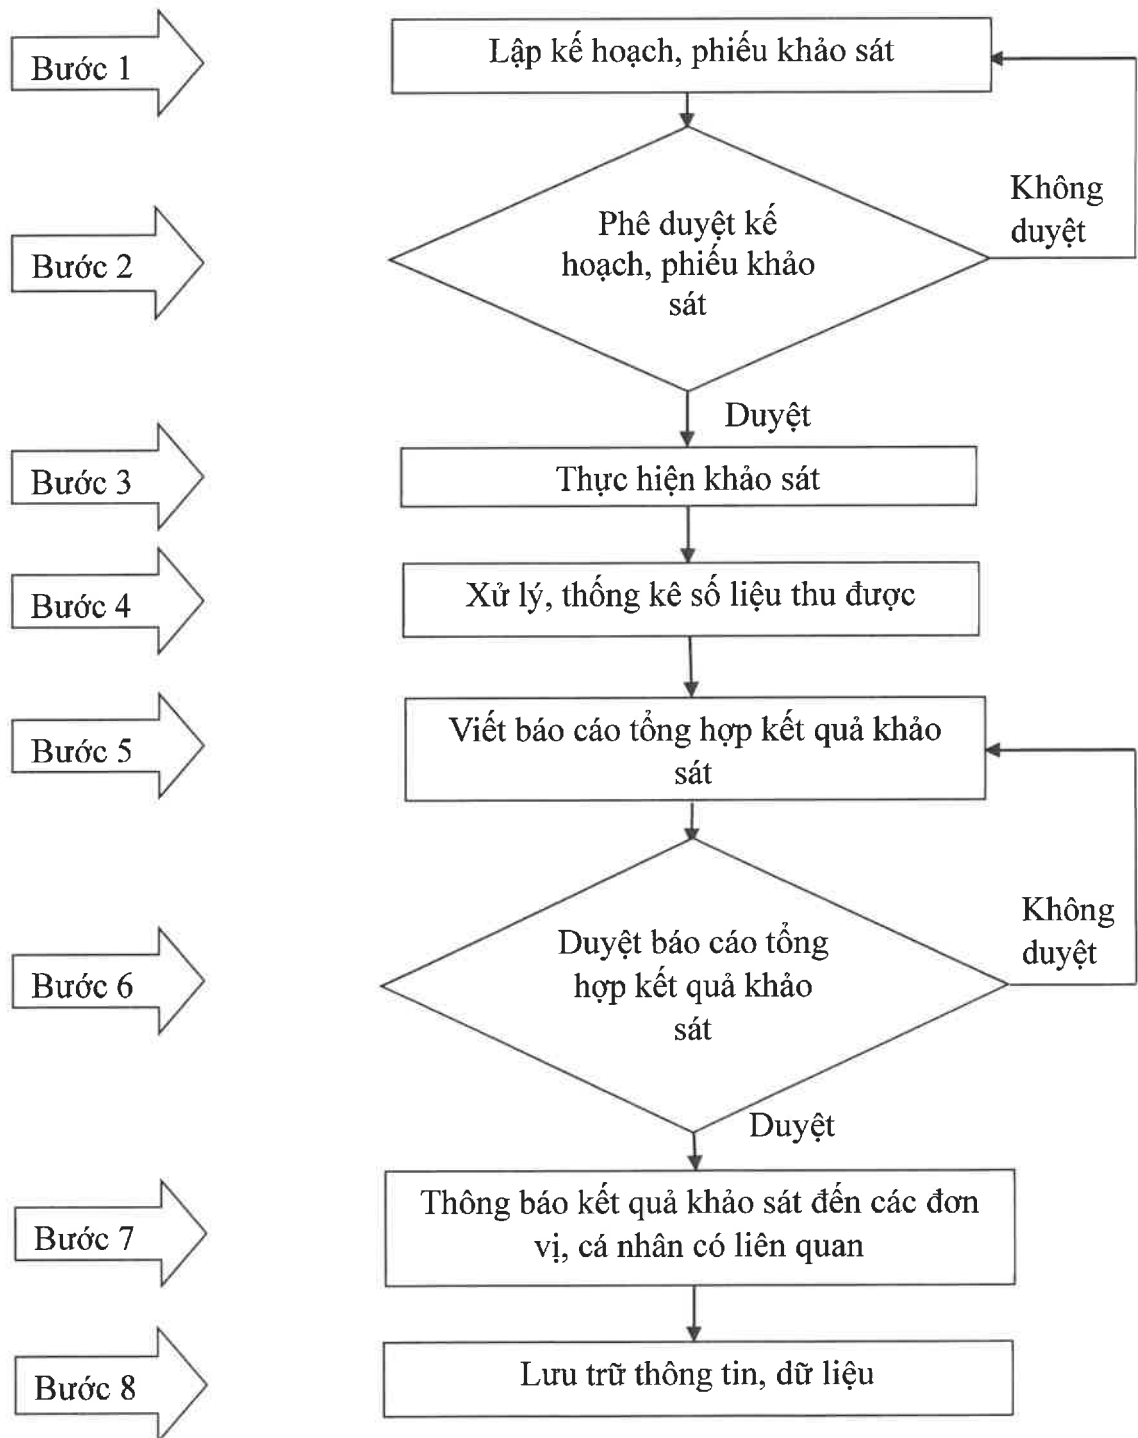 Bước 1
Lập kế hoạch, phiếu khảo sát
Bước 2
Phê duyệt kế
hoạch, phiếu khảo
sát
Không
duyệt
Duyệt
Bước 3
Thực hiện khảo sát
Bước 4
Xử lý, thống kê số liệu thu được
Bước 5
Viết báo cáo tổng hợp kết quả khảo
sát
Bước 6
Duyệt báo cáo tổng
hợp kết quả khảo
sát
Không
duyệt
Duyệt
Bước 7
Thông báo kết quả khảo sát đến các đơn
vị, cá nhân có liên quan
Bước 8
Lưu trữ thông tin, dữ liệu